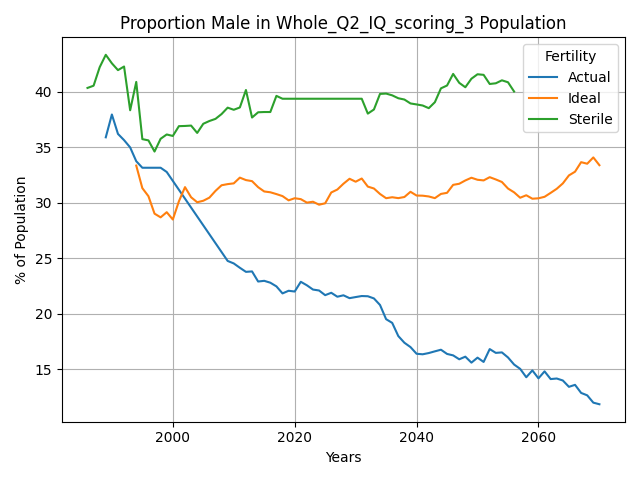 Proportion Male in Whole_Q2_IQ_scoring_3 Population
Fertility
Actual
Ideal
Sterile
% of Population
40
35
30
25
20
15
2000
2020
2040
2060
Years